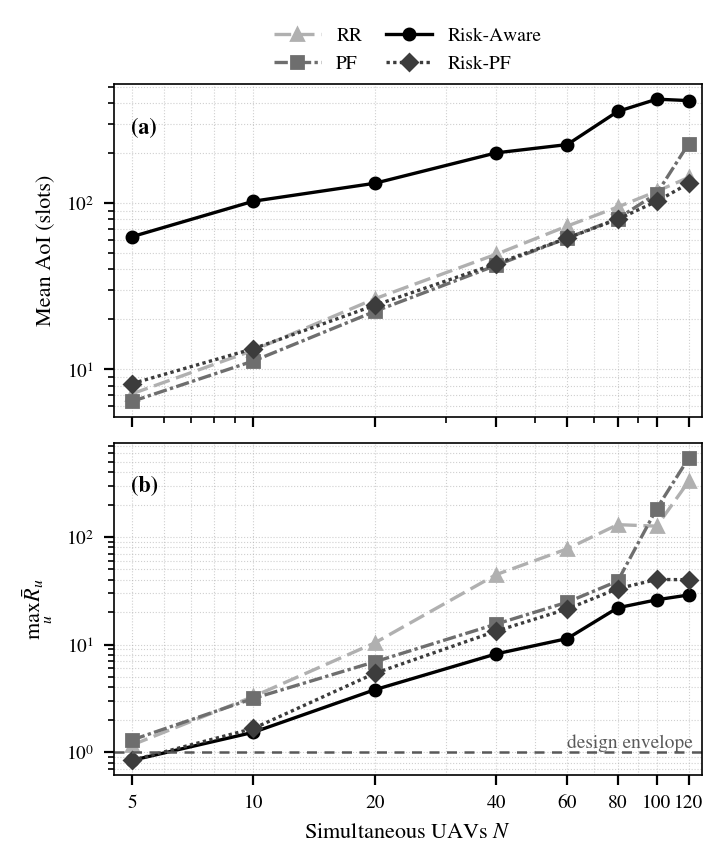 RR Risk-Aware
PF Risk-PF
(a)
Mean AoI (slots)
10²
10¹
(b)
max R̄ᵤ
u
10²
10¹
10⁰
design envelope
5 10 20 40 60 80 100 120
Simultaneous UAVs N